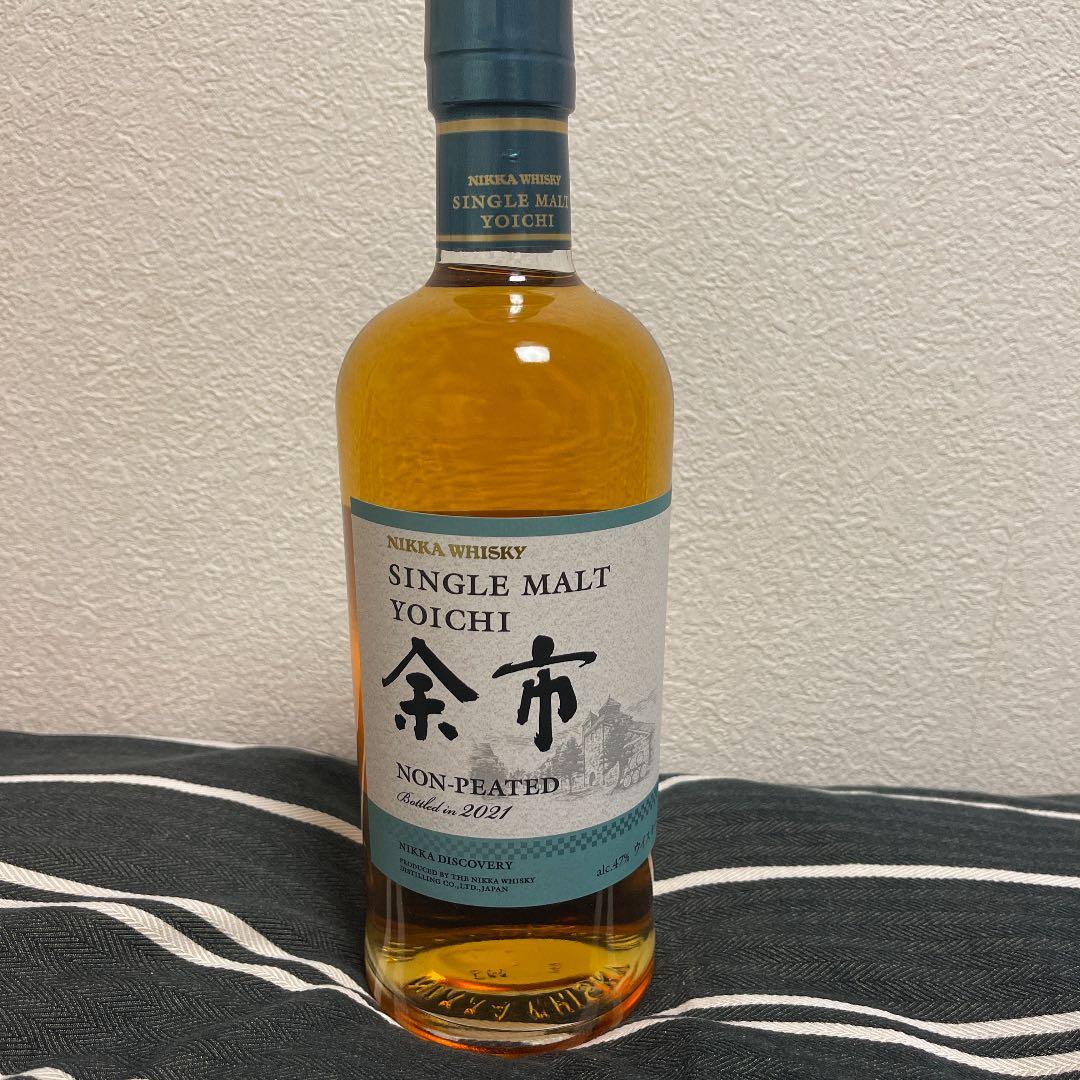 NIKKA WHISKY
SINGLE MALT
YOICHI
NIKKA WHISKY
SINGLE MALT
YOICHI
余市
NON-PEATED
Bottled in 2021
NIKKA DISCOVERY
PRODUCED BY THE NIKKA WHISKY
DISTILLING CO.,LTD.,JAPAN
alc.47%